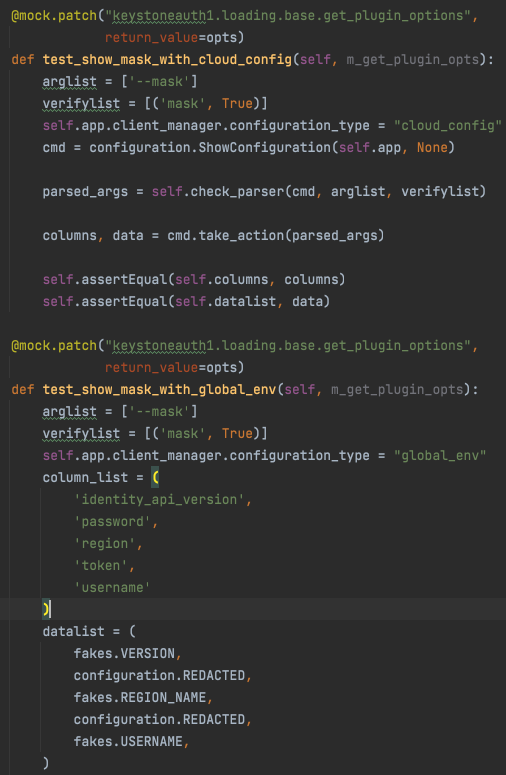 @mock.patch("keystoneauth1.loading.base.get_plugin_options",
            return_value=opts)
def test_show_mask_with_cloud_config(self, m_get_plugin_opts):
    arglist = ['--mask']
    verifylist = [('mask', True)]
    self.app.client_manager.configuration_type = "cloud_config"
    cmd = configuration.ShowConfiguration(self.app, None)

    parsed_args = self.check_parser(cmd, arglist, verifylist)

    columns, data = cmd.take_action(parsed_args)

    self.assertEqual(self.columns, columns)
    self.assertEqual(self.datalist, data)

@mock.patch("keystoneauth1.loading.base.get_plugin_options",
            return_value=opts)
def test_show_mask_with_global_env(self, m_get_plugin_opts):
    arglist = ['--mask']
    verifylist = [('mask', True)]
    self.app.client_manager.configuration_type = "global_env"
    column_list = (
        'identity_api_version',
        'password',
        'region',
        'token',
        'username'
    )
    datalist = (
        fakes.VERSION,
        configuration.REDACTED,
        fakes.REGION_NAME,
        configuration.REDACTED,
        fakes.USERNAME,
    )